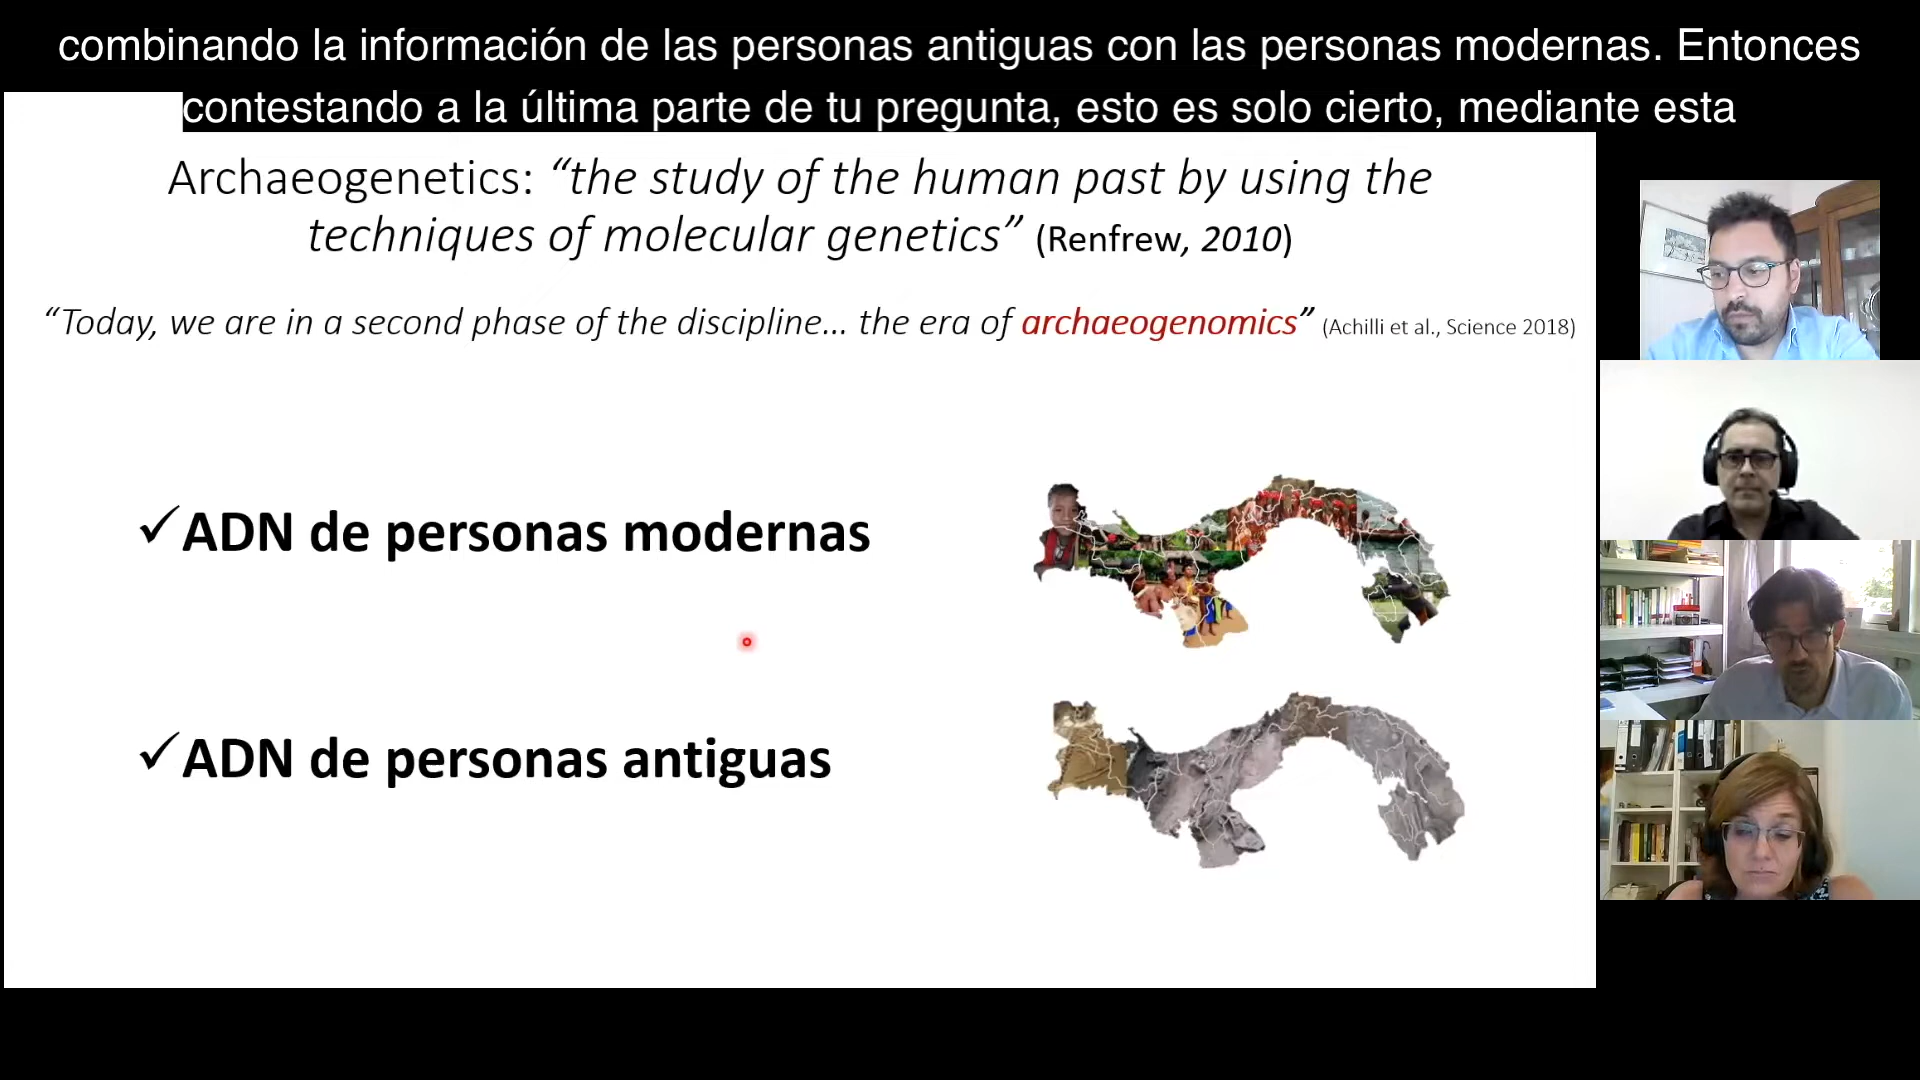 combinando la información de las personas antiguas con las personas modernas. Entonces
contestando a la última parte de tu pregunta, esto es solo cierto, mediante esta
Archaeogenetics: “the study of the human past by using the
techniques of molecular genetics” (Renfrew, 2010)
“Today, we are in a second phase of the discipline... the era of archaeogenomics” (Achilli et al., Science 2018)
✓ADN de personas modernas
✓ADN de personas antiguas